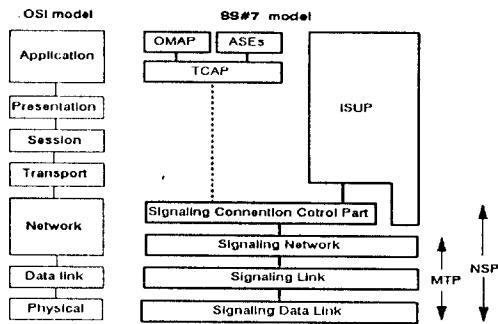 OSI model
SS#7 model
Application
Presentation
Session
Transport
Network
Data link
Physical
OMAP
ASEs
TCAP
ISUP
Signaling Connention Cotrol Part
Signaling Network
Signaling Link
Signaling Data Link
MTP
NSP